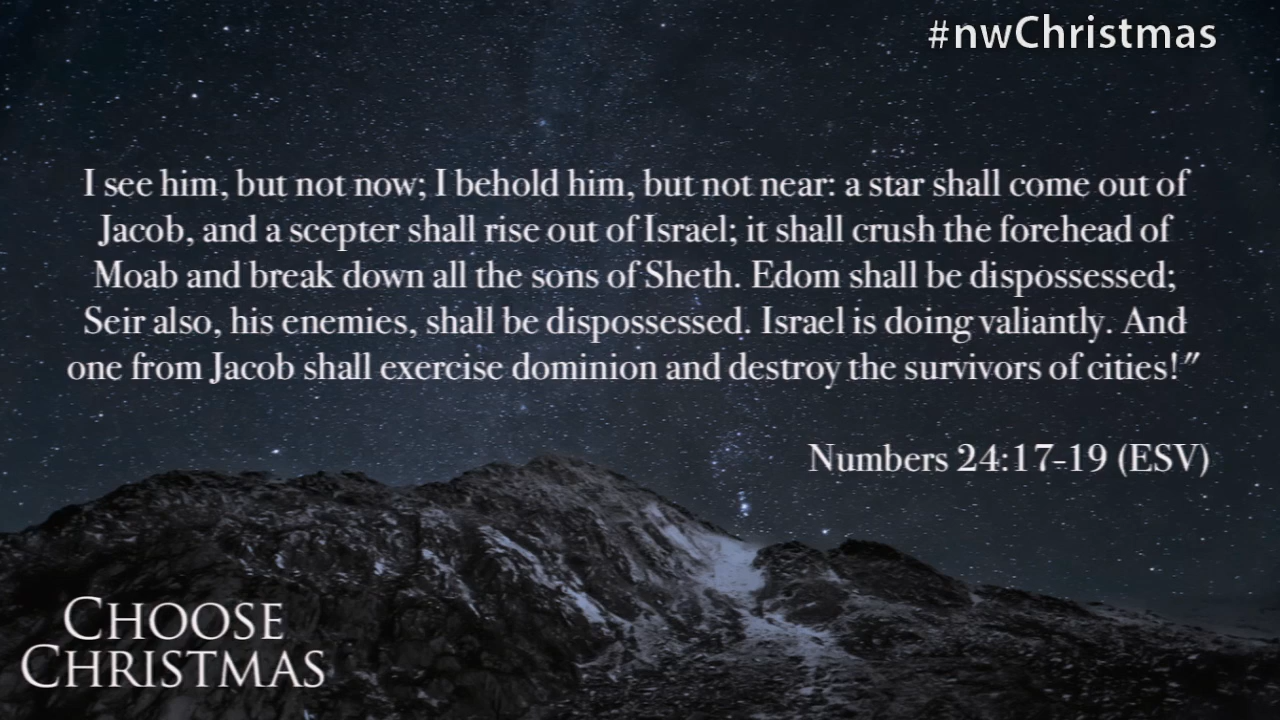 #nwChristmas
I see him, but not now; I behold him, but not near: a star shall come out of
Jacob, and a scepter shall rise out of Israel; it shall crush the forehead of
Moab and break down all the sons of Sheth. Edom shall be dispossessed;
Seir also, his enemies, shall be dispossessed. Israel is doing valiantly. And
one from Jacob shall exercise dominion and destroy the survivors of cities!"
Numbers 24:17-19 (ESV)
CHOOSE
CHRISTMAS